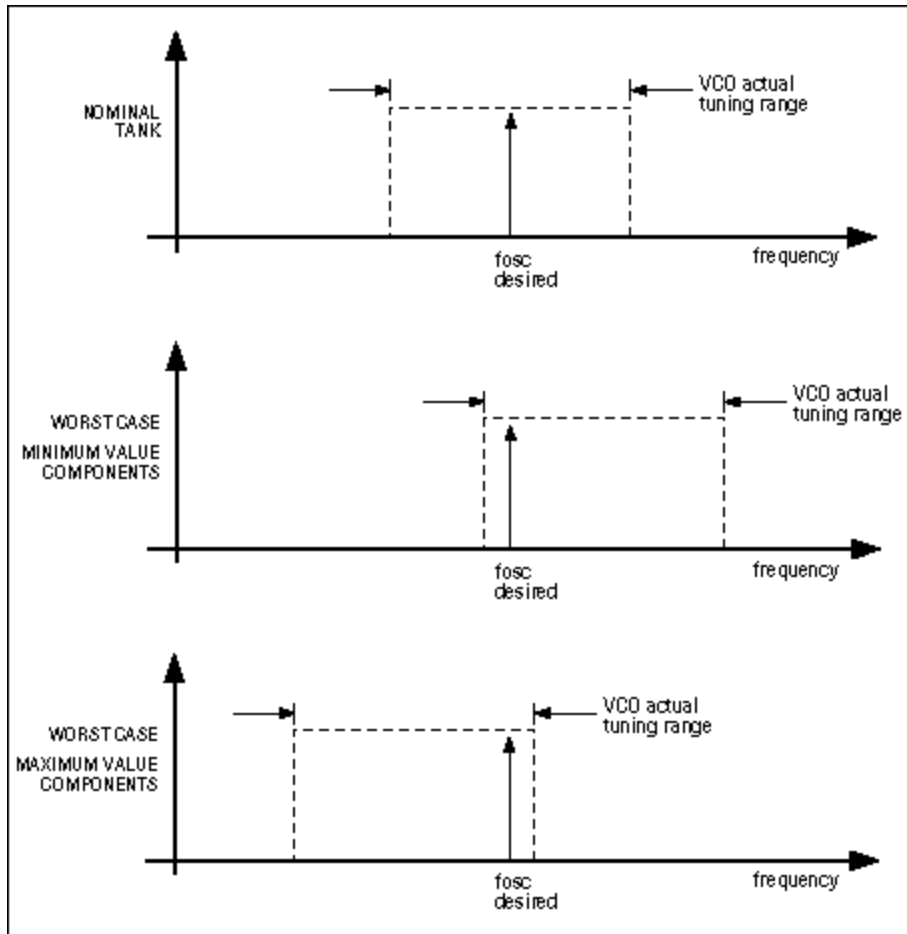 NOMINAL
TANK
VCO actual
tuning range
fosc
desired
frequency
WORST CASE
MINIMUM VALUE
COMPONENTS
VCO actual
tuning range
fosc
desired
frequency
WORST CASE
MAXIMUM VALUE
COMPONENTS
VCO actual
tuning range
fosc
desired
frequency